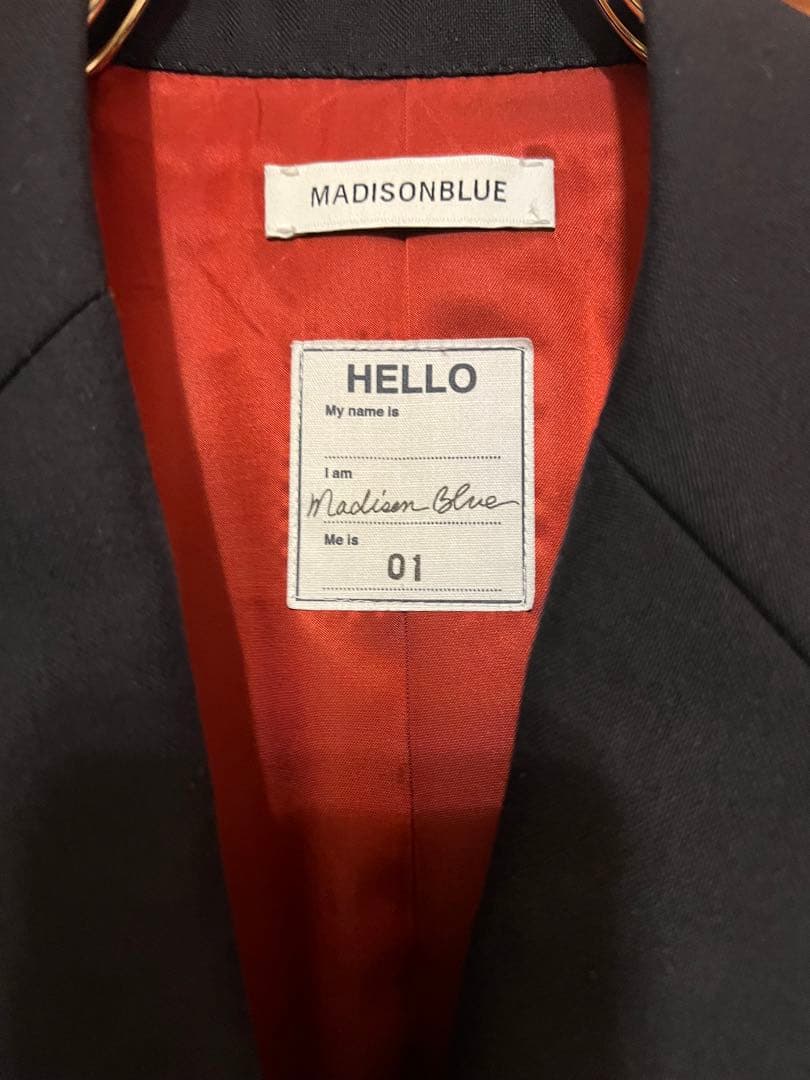 MADISONBLUE
HELLO
My name is
I am
Madison Blue
Me is
01